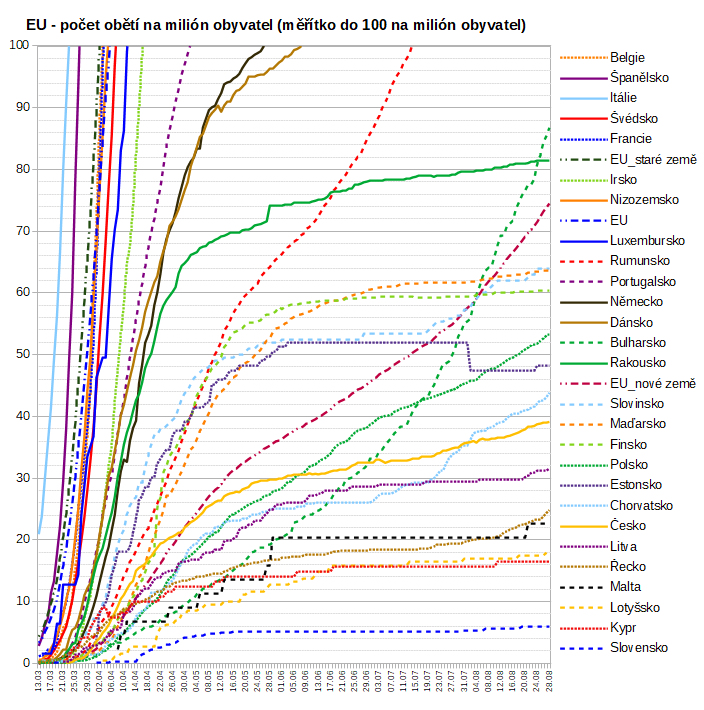 EU - počet obětí na milión obyvatel (měřítko do 100 na milión obyvatel)
100
90
80
70
60
50
40
30
20
10
0
13.03
17.03
21.03
25.03
29.03
02.04
06.04
10.04
14.04
18.04
22.04
26.04
30.04
04.05
08.05
12.05
16.05
20.05
24.05
28.05
01.06
05.06
09.06
13.06
17.06
21.06
25.06
29.06
03.07
07.07
11.07
15.07
19.07
23.07
27.07
31.07
04.08
08.08
12.08
16.08
20.08
24.08
28.08
Belgie
Španělsko
Itálie
Švédsko
Francie
EU_staré země
Irsko
Nizozemsko
EU
Luxembursko
Rumunsko
Portugalsko
Německo
Dánsko
Bulharsko
Rakousko
EU_nové země
Slovinsko
Maďarsko
Finsko
Polsko
Estonsko
Chorvatsko
Česko
Litva
Řecko
Malta
Lotyšsko
Kypr
Slovensko